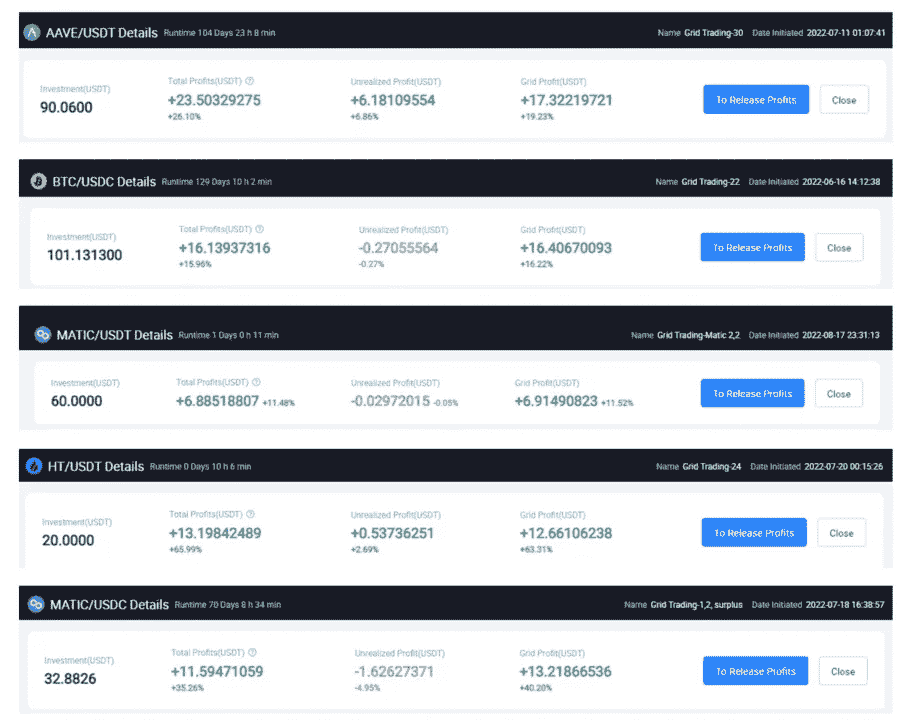 AAVE/USDT Details Runtime 104 Days 23 h 8 min Name Grid Trading-30 Date Initiated 2022-07-11 01:07:41
Investment(USDT) Total Profits(USDT) Unrealized Profit(USDT) Grid Profit(USDT)
90.0600 +23.50329275 +6.18109554 +17.32219721 To Release Profits Close
+26.10% +6.86% +19.23%
BTC/USDC Details Runtime 129 Days 10 h 2 min Name Grid Trading-22 Date Initiated 2022-06-16 14:12:38
Investment(USDT) Total Profits(USDT) Unrealized Profit(USDT) Grid Profit(USDT)
101.131300 +16.13937316 -0.27055564 +16.40670093 To Release Profits Close
+15.96% -0.27% +16.22%
MATIC/USDT Details Runtime 1 Days 0 h 11 min Name Grid Trading-Matic 2,2 Date Initiated 2022-08-17 23:31:13
Investment(USDT) Total Profits(USDT) Unrealized Profit(USDT) Grid Profit(USDT)
60.0000 +6.88518807 +11.48% -0.02972015 -0.05% +6.91490823 +11.52% To Release Profits Close
HT/USDT Details Runtime 0 Days 10 h 6 min Name Grid Trading-24 Date Initiated 2022-07-20 00:15:26
Investment(USDT) Total Profits(USDT) Unrealized Profit(USDT) Grid Profit(USDT)
20.0000 +13.19842489 +0.53736251 +12.66106238 To Release Profits Close
+65.99% +2.69% +63.31%
MATIC/USDC Details Runtime 70 Days 8 h 34 min Name Grid Trading-1,2, surplus Date Initiated 2022-07-18 16:38:57
Investment(USDT) Total Profits(USDT) Unrealized Profit(USDT) Grid Profit(USDT)
32.8826 +11.59471059 -1.62627371 +13.21866536 To Release Profits Close
+35.26% -4.95% +40.20%